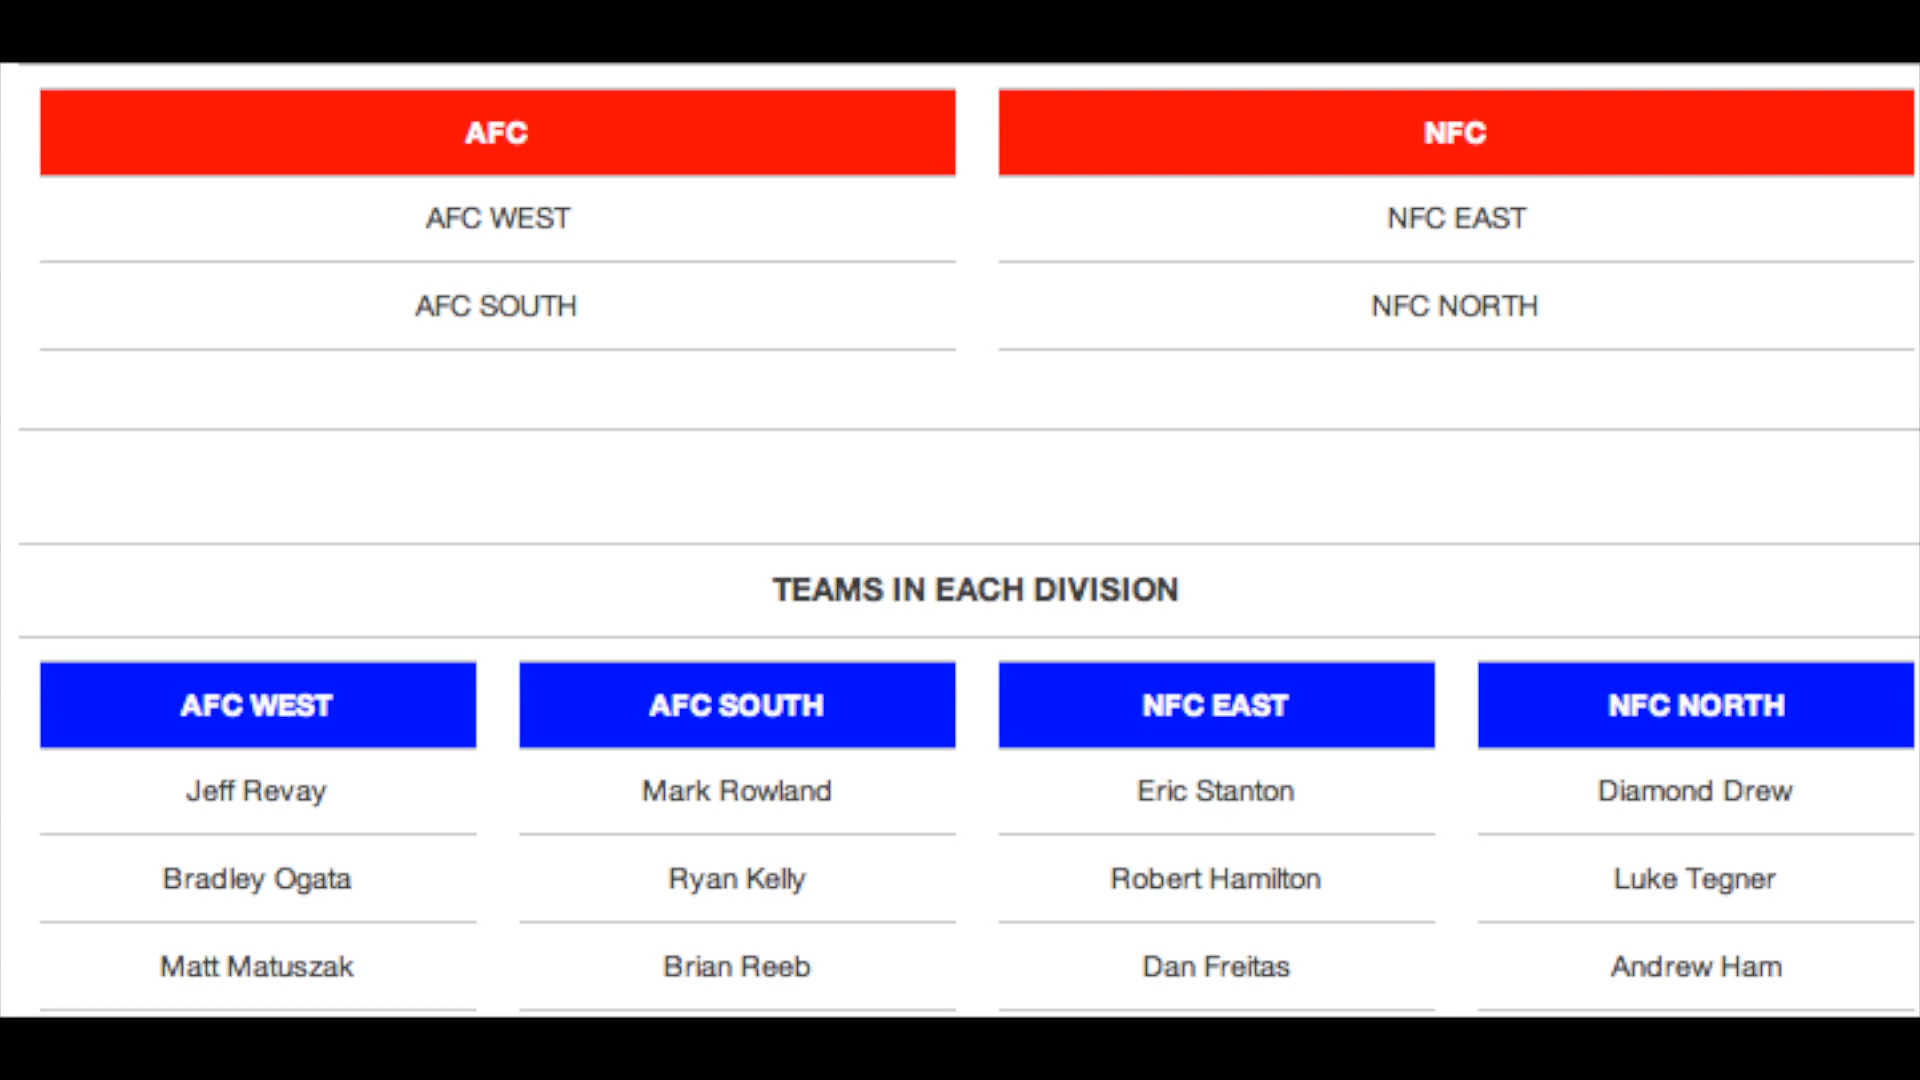 AFC NFC
AFC WEST NFC EAST
AFC SOUTH NFC NORTH
TEAMS IN EACH DIVISION
AFC WEST AFC SOUTH NFC EAST NFC NORTH
Jeff Revay Mark Rowland Eric Stanton Diamond Drew
Bradley Ogata Ryan Kelly Robert Hamilton Luke Tegner
Matt Matuszak Brian Reeb Dan Freitas Andrew Ham